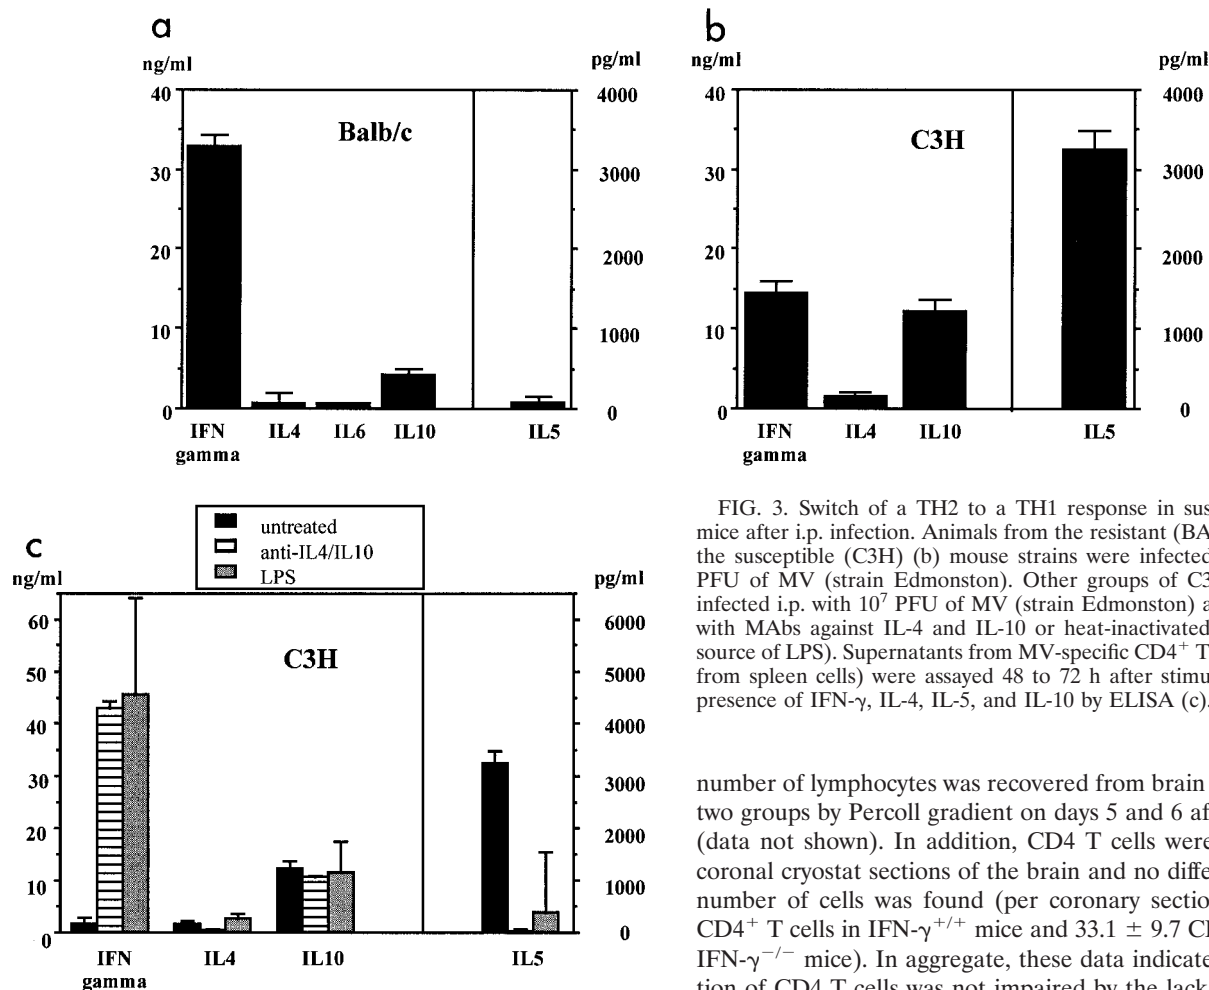 a
ng/ml
pg/ml
Balb/c
40
30
20
10
0
4000
3000
2000
1000
0
IFN gamma
IL4
IL6
IL10
IL5
b
ng/ml
pg/ml
C3H
40
30
20
10
0
4000
3000
2000
1000
0
IFN gamma
IL4
IL10
IL5
c
ng/ml
pg/ml
untreated
anti-IL4/IL10
LPS
C3H
60
50
40
30
20
10
0
6000
5000
4000
3000
2000
1000
0
IFN gamma
IL4
IL10
IL5
FIG. 3. Switch of a TH2 to a TH1 response in sus
mice after i.p. infection. Animals from the resistant (BA
the susceptible (C3H) (b) mouse strains were infected
PFU of MV (strain Edmonston). Other groups of C3
infected i.p. with 10⁷ PFU of MV (strain Edmonston) a
with MAbs against IL-4 and IL-10 or heat-inactivated
source of LPS). Supernatants from MV-specific CD4⁺ T
from spleen cells) were assayed 48 to 72 h after stimu
presence of IFN-γ, IL-4, IL-5, and IL-10 by ELISA (c).
number of lymphocytes was recovered from brain
two groups by Percoll gradient on days 5 and 6 af
(data not shown). In addition, CD4 T cells were
coronal cryostat sections of the brain and no diffe
number of cells was found (per coronary sectio
CD4⁺ T cells in IFN-γ⁺/⁺ mice and 33.1 ± 9.7 CI
IFN-γ⁻/⁻ mice). In aggregate, these data indicate
tion of CD4 T cells was not impaired by the lack